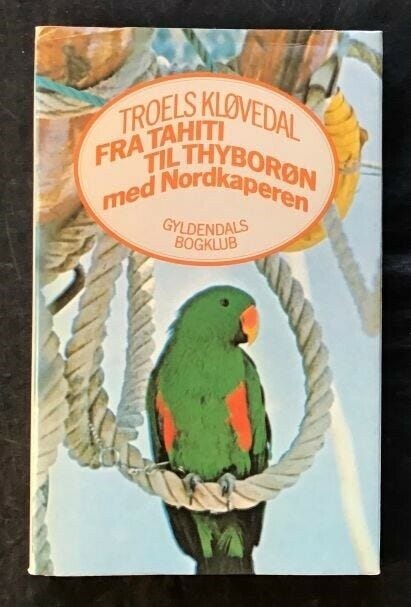 TROELS KLØVEDAL
FRA TAHITI
TIL THYBORØN
med Nordkaperen
GYLDENDALS
BOGKLUB